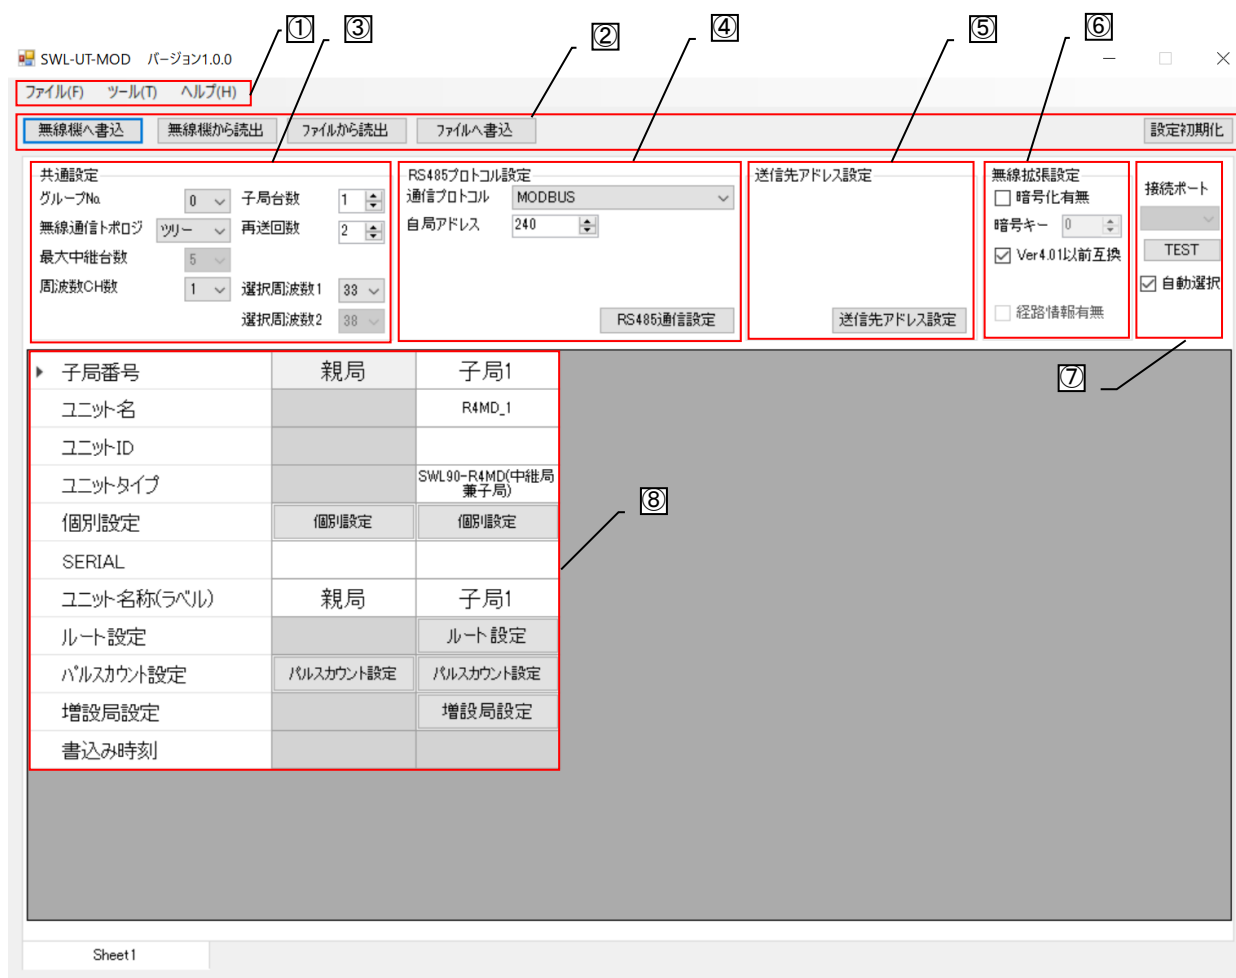 ① ③ ② ④ ⑤ ⑥
SWL-UT-MOD バージョン1.0.0
ファイル(F) ツール(T) ヘルプ(H)
無線機へ書込 無線機から読出 ファイルから読出 ファイルへ書込 設定初期化
共通設定
グループNo. 0 子局台数 1
無線通信トポロジ ツリー 再送回数 2
最大中継台数 5
周波数CH数 1 選択周波数1 33
選択周波数2 38
RS485プロトコル設定
通信プロトコル MODBUS
自局アドレス 240
RS485通信設定
送信先アドレス設定
送信先アドレス設定
無線拡張設定
暗号化有無
暗号キー 0
Ver4.01以前互換
経路情報有無
接続ポート
TEST
自動選択
⑦
子局番号 親局 子局1
ユニット名 R4MD_1
ユニットID
ユニットタイプ SWL90-R4MD(中継局
兼子局)
⑧
個別設定 個別設定 個別設定
SERIAL
ユニット名称(ラベル) 親局 子局1
ルート設定 ルート設定
パルスカウント設定 パルスカウント設定 パルスカウント設定
増設局設定 増設局設定
書込み時刻
Sheet1